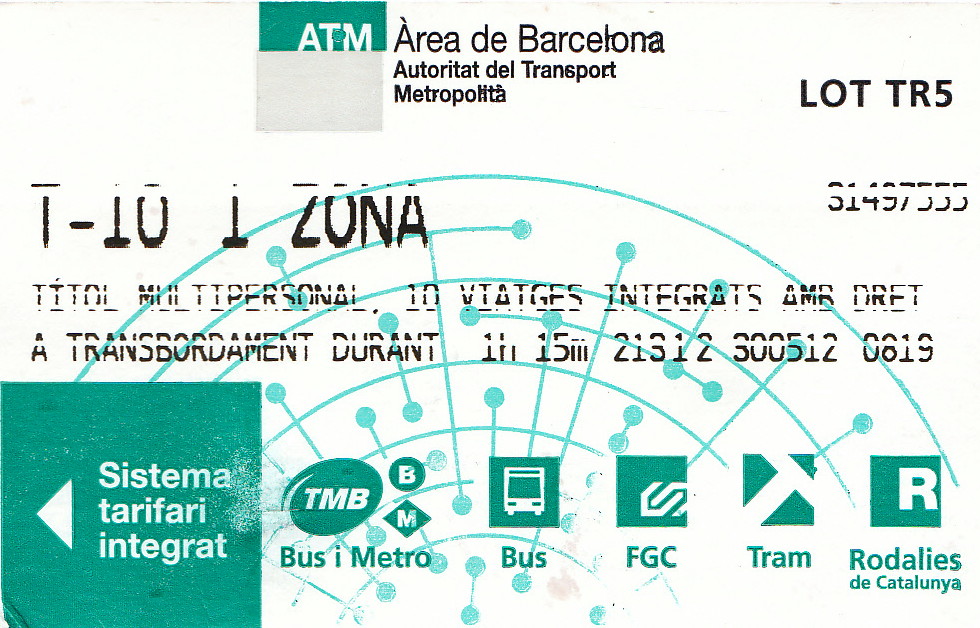 ATM Àrea de Barcelona
Autoritat del Transport
Metropolità
LOT TR5
T-10 1 ZONA
81497555
TÍTOL MULTIPERSONAL, 10 VIATGES INTEGRATS AMB DRET
A TRANSBORDAMENT DURANT 1h 15m 21312 300512 0819
Sistema
tarifari
integrat
TMB B M
R
Bus i Metro
Bus
FGC
Tram
Rodalies
de Catalunya